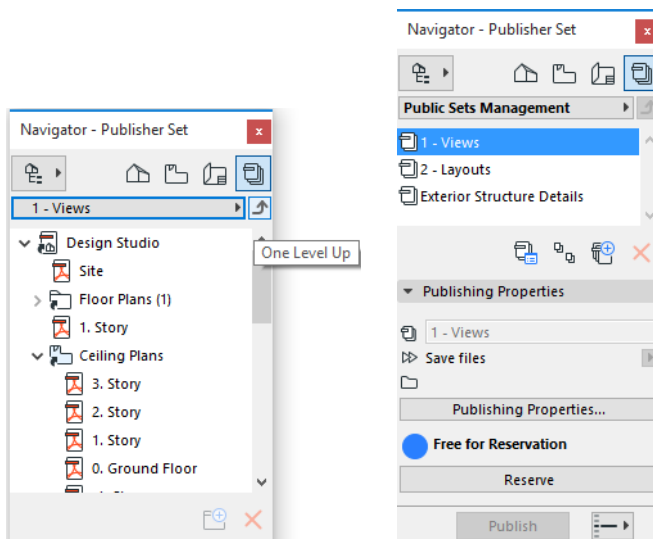 Navigator - Publisher Set
1 - Views
One Level Up
Design Studio
Site
Floor Plans (1)
1. Story
Ceiling Plans
3. Story
2. Story
1. Story
0. Ground Floor
Navigator - Publisher Set
Public Sets Management
1 - Views
2 - Layouts
Exterior Structure Details
Publishing Properties
1 - Views
Save files
Publishing Properties...
Free for Reservation
Reserve
Publish